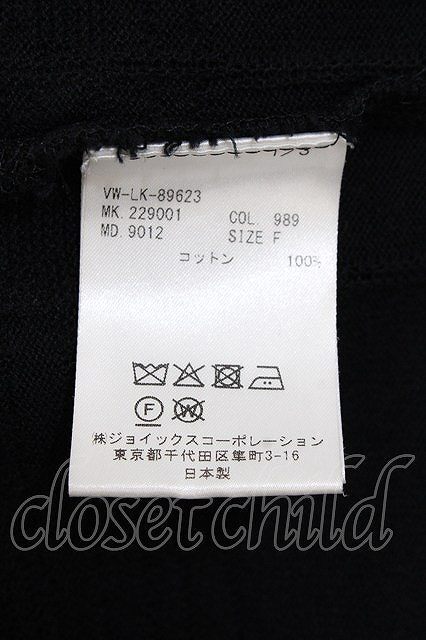 VW-LK-89623
MK. 229001 COL 989
MD. 9012 SIZE F
コットン 100%
F W
㈱ジョイックスコーポレーション
東京都千代田区隼町3-16
日本製
closet child